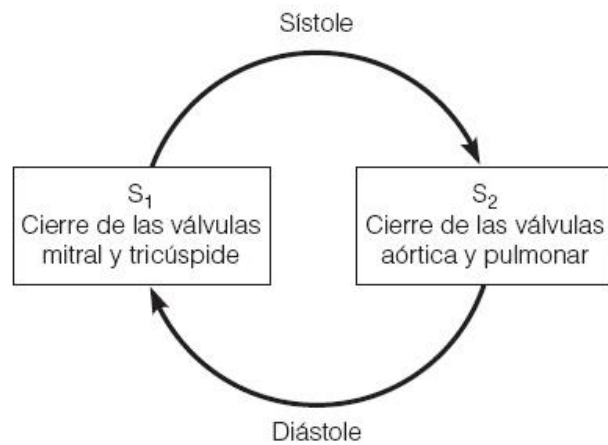 Sístole
S₁
Cierre de las válvulas
mitral y tricúspide
S₂
Cierre de las válvulas
aórtica y pulmonar
Diástole